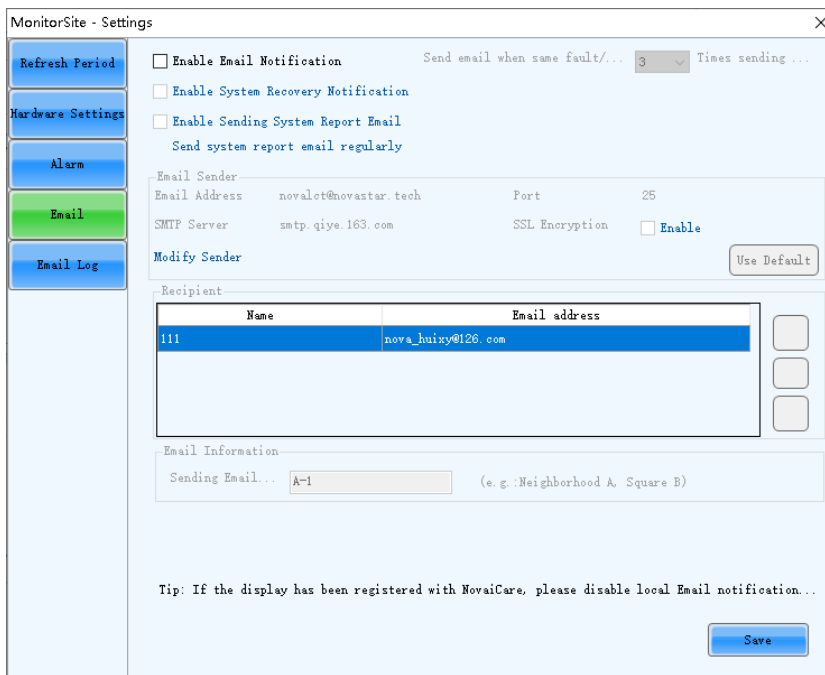 MonitorSite - Settings
Refresh Period
Hardware Settings
Alarm
Email
Email Log
Enable Email Notification
Send email when same fault/... 3 Times sending ...
Enable System Recovery Notification
Enable Sending System Report Email
Send system report email regularly
Email Sender
Email Address novalct@novastar.tech Port 25
SMTP Server smtp.qiye.163.com SSL Encryption Enable
Modify Sender Use Default
Recipient
Name Email address
111 nova_huixy@126.com
Email Information
Sending Email... A-1 (e.g.:Neighborhood A, Square B)
Tip: If the display has been registered with NovaiCare, please disable local Email notification...
Save